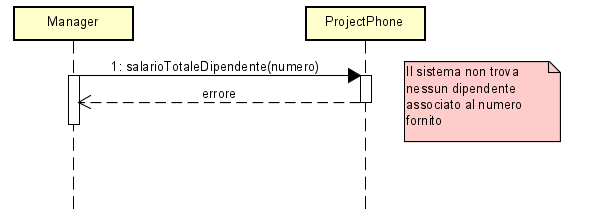 Manager
ProjectPhone
1: salarioTotaleDipendente(numero)
errore
Il sistema non trova
nessun dipendente
associato al numero
fornito